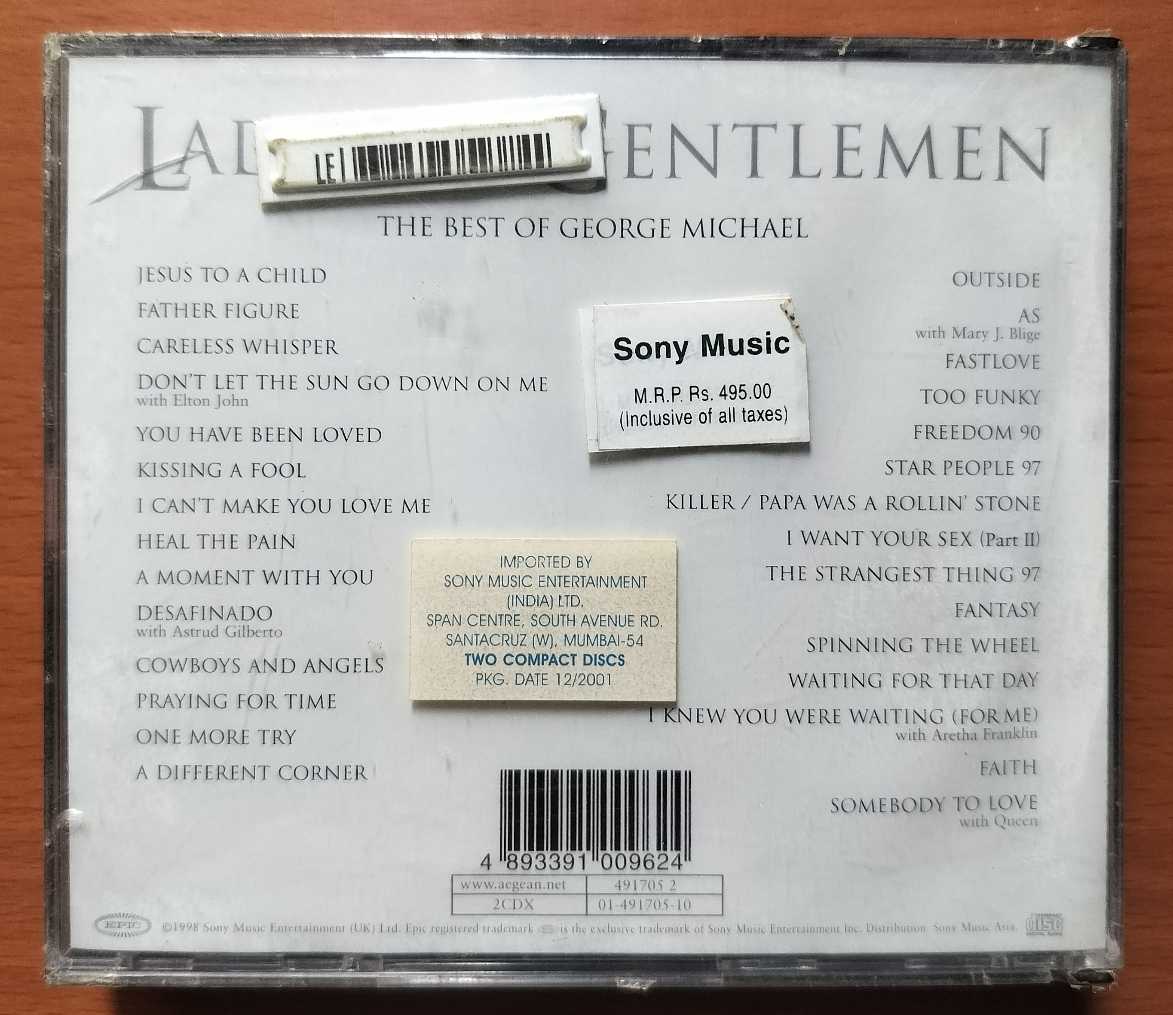 LAD GENTLEMEN
LE
THE BEST OF GEORGE MICHAEL
JESUS TO A CHILD
FATHER FIGURE
CARELESS WHISPER
DON'T LET THE SUN GO DOWN ON ME
with Elton John
YOU HAVE BEEN LOVED
KISSING A FOOL
I CAN'T MAKE YOU LOVE ME
HEAL THE PAIN
A MOMENT WITH YOU
DESAFINADO
with Astrud Gilberto
COWBOYS AND ANGELS
PRAYING FOR TIME
ONE MORE TRY
A DIFFERENT CORNER
OUTSIDE
AS
with Mary J. Blige
FASTLOVE
TOO FUNKY
FREEDOM 90
STAR PEOPLE 97
KILLER / PAPA WAS A ROLLIN' STONE
I WANT YOUR SEX (Part II)
THE STRANGEST THING 97
FANTASY
SPINNING THE WHEEL
WAITING FOR THAT DAY
I KNEW YOU WERE WAITING (FOR ME)
with Aretha Franklin
FAITH
SOMEBODY TO LOVE
with Queen
Sony Music
M.R.P. Rs. 495.00
(Inclusive of all taxes)
IMPORTED BY
SONY MUSIC ENTERTAINMENT
(INDIA) LTD.
SPAN CENTRE, SOUTH AVENUE RD.
SANTACRUZ (W), MUMBAI-54
TWO COMPACT DISCS
PKG. DATE 12/2001
4 893391 009624
www.aegean.net 491705 2
2CDX 01-491705-10
EPIC ©1998 Sony Music Entertainment (UK) Ltd. Epic registered trademark is the exclusive trademark of Sony Music Entertainment Inc. Distribution. Sony Music Asia.
COMPACT disc DIGITAL AUDIO